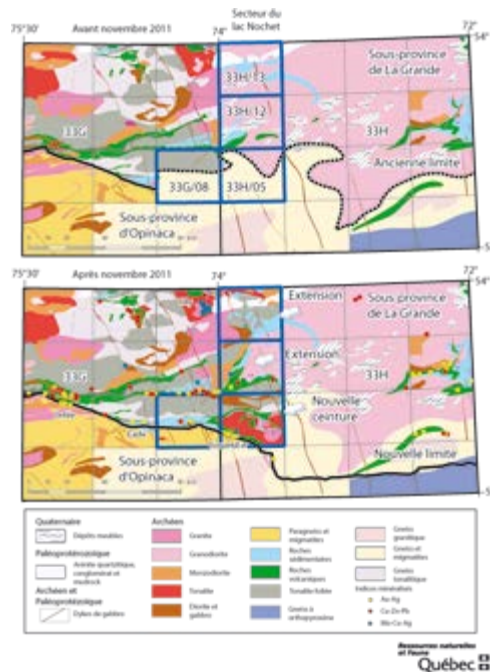 Secteur du
lac Nochet
75°30' Avant novembre 2011 74° 72°
54°
Sous-province
de La Grande
33H/13
33H/12
33G
33H
Ancienne limite
33G/08 33H/05
Sous-province
d'Opinaca
75°30' Après novembre 2011 74° 72°
54°
Extension
Sous province
de La Grande
Extension
33G
33H
Nouvelle
ceinture
Sous-province
d'Opinaca
Nouvelle limite
Quaternaire
Dépôts meubles
Paléoprotérozoïque
Arénite quartzitique,
conglomérat et
mudrock
Archéen et
Paléoprotérozoïque
Dykes de gabbro
Archéen
Granite
Granodiorite
Monzodiorite
Tonalite
Diorite et
gabbro
Paragneiss et
migmatites
Roches
sédimentaires
Roches
volcaniques
Tonalite foliée
Gneiss à
orthopyroxène
Gneiss
granitique
Gneiss et
migmatites
Gneiss
tonalitique
Indices minéralisés
Au-Ag
Cu-Zn-Pb
Mo-Cu-Ag
Ressources naturelles
et Faune
Québec